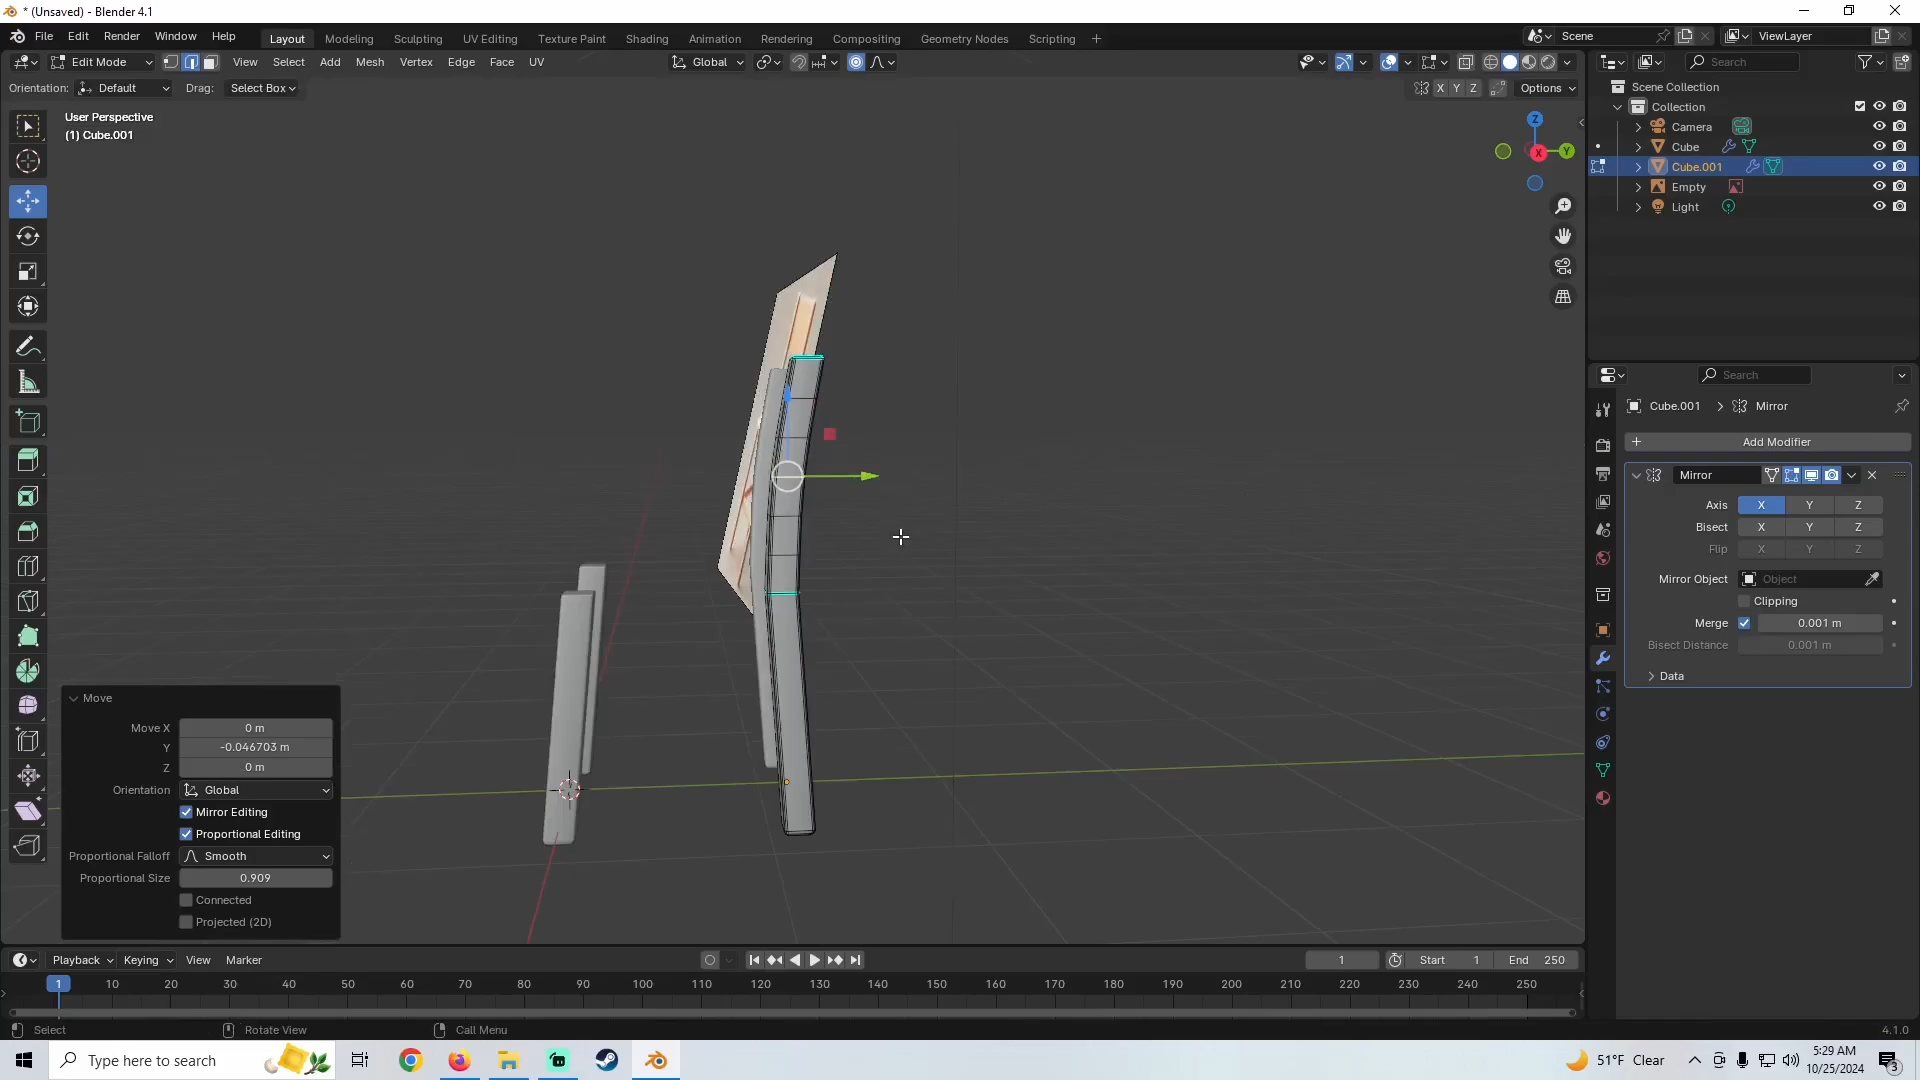 * (Unsaved) - Blender 4.1
File Edit Render Window Help
Layout Modeling Sculpting UV Editing Texture Paint Shading Animation Rendering Compositing Geometry Nodes Scripting +
Scene
ViewLayer
Edit Mode View Select Add Mesh Vertex Edge Face UV
Global
Search
Orientation: Default Drag: Select Box
X Y Z Options
User Perspective
(1) Cube.001
Z
X
Y
Scene Collection
Collection
Camera
Cube
Cube.001
Empty
Light
Search
Cube.001 > Mirror
+ Add Modifier
Mirror
Axis X Y Z
Bisect X Y Z
Flip X Y Z
Mirror Object Object
Clipping
Merge 0.001 m
Bisect Distance 0.001 m
Data
Move
Move X 0 m
Y -0.046703 m
Z 0 m
Orientation Global
Mirror Editing
Proportional Editing
Proportional Falloff Smooth
Proportional Size 0.909
Connected
Projected (2D)
Playback Keying View Marker
1 Start 1 End 250
1 10 20 30 40 50 60 70 80 90 100 110 120 130 140 150 160 170 180 190 200 210 220 230 240 250
Select Rotate View Call Menu 4.1.0
Type here to search
51°F Clear
5:29 AM
10/25/2024
3